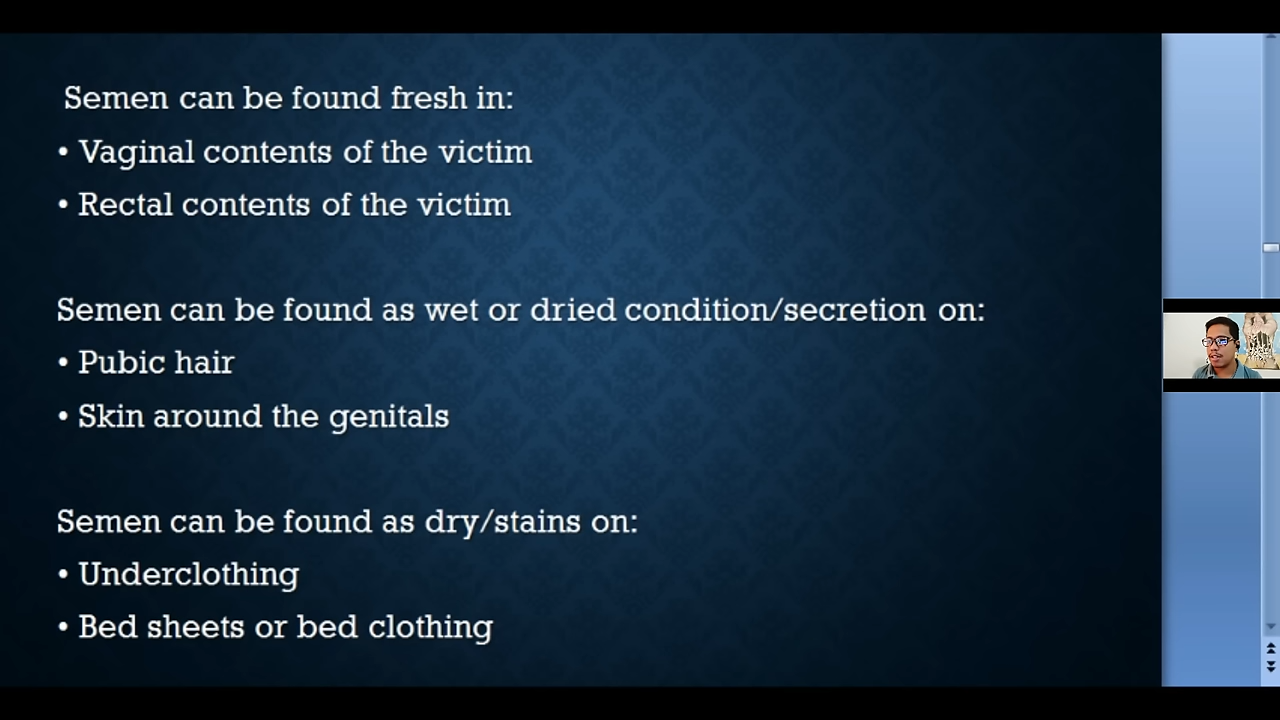 Semen can be found fresh in:
• Vaginal contents of the victim
• Rectal contents of the victim
Semen can be found as wet or dried condition/secretion on:
• Pubic hair
• Skin around the genitals
Semen can be found as dry/stains on:
• Underclothing
• Bed sheets or bed clothing